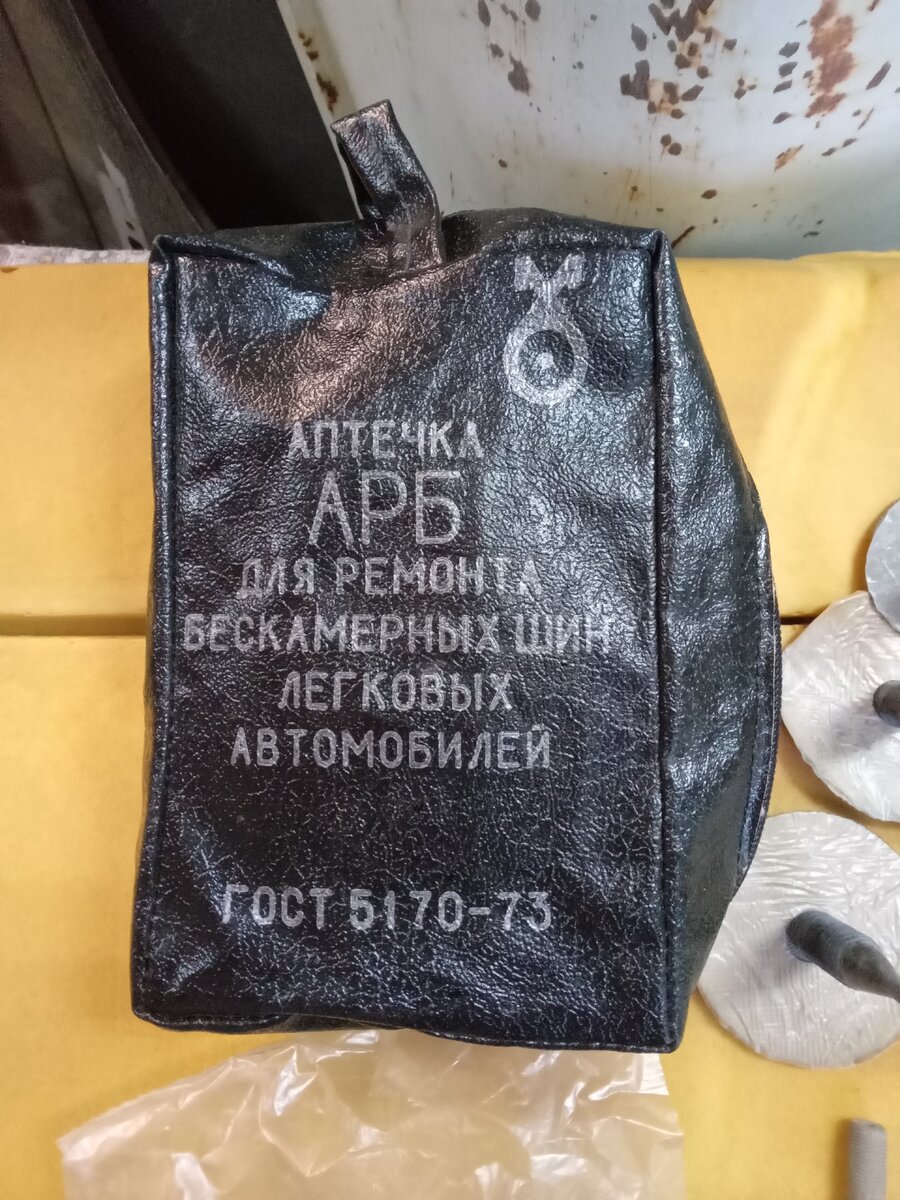 АПТЕЧКА
АРБ
ДЛЯ РЕМОНТА
БЕСКАМЕРНЫХ ШИН
ЛЕГКОВЫХ
АВТОМОБИЛЕЙ
ГОСТ 5170-73